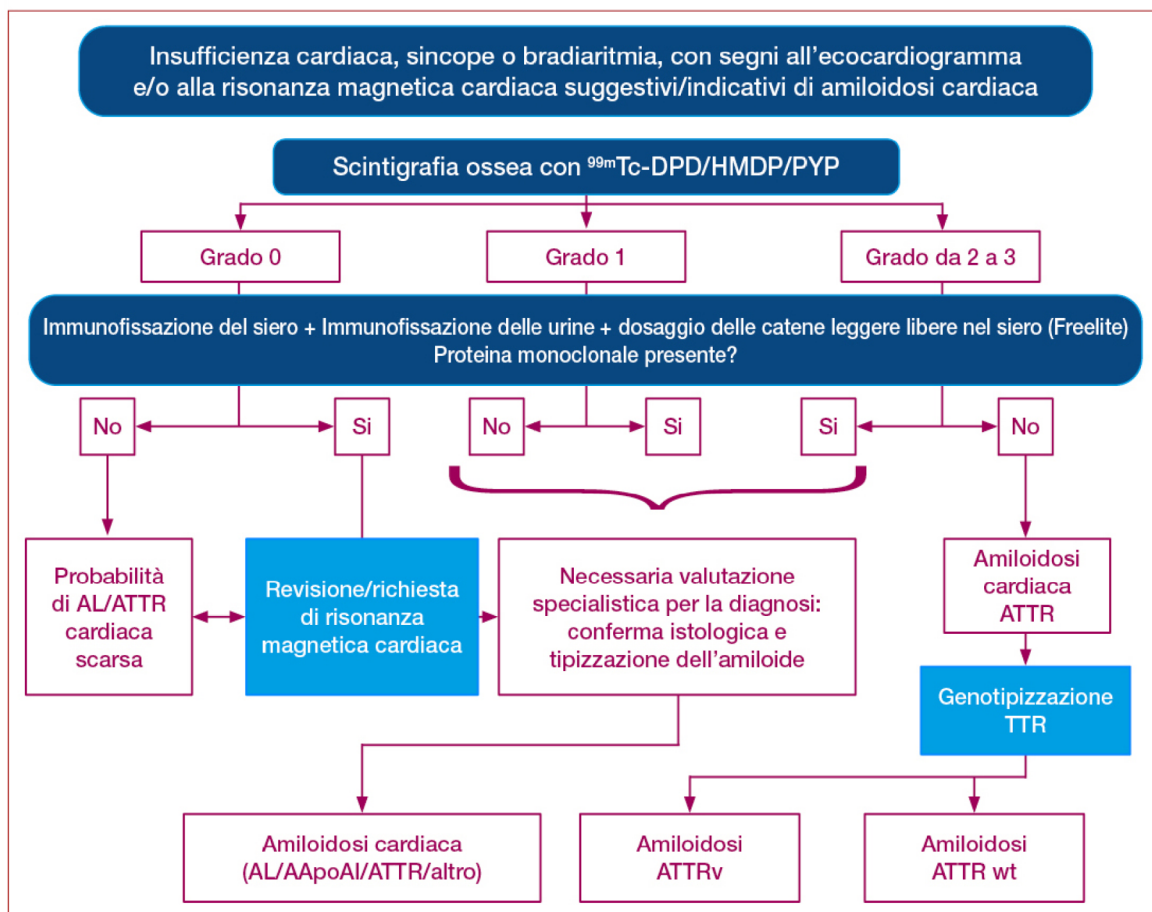 Insufficienza cardiaca, sincope o bradiaritmia, con segni all'ecocardiogramma
e/o alla risonanza magnetica cardiaca suggestivi/indicativi di amiloidosi cardiaca
Scintigrafia ossea con ⁹⁹ᵐTc-DPD/HMDP/PYP
Grado 0
Grado 1
Grado da 2 a 3
Immunofissazione del siero + Immunofissazione delle urine + dosaggio delle catene leggere libere nel siero (Freelite)
Proteina monoclonale presente?
No
Si
No
Si
Si
No
Probabilità
di AL/ATTR
cardiaca
scarsa
Revisione/richiesta
di risonanza
magnetica cardiaca
Necessaria valutazione
specialistica per la diagnosi:
conferma istologica e
tipizzazione dell'amiloide
Amiloidosi
cardiaca
ATTR
Genotipizzazione
TTR
Amiloidosi cardiaca
(AL/AApoAI/ATTR/altro)
Amiloidosi
ATTRv
Amiloidosi
ATTR wt